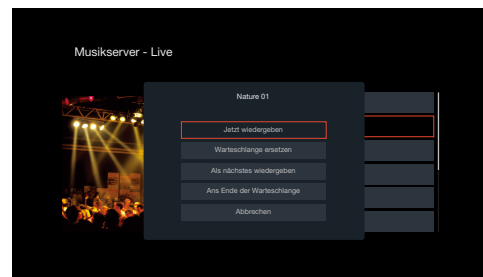 Musikserver - Live
Nature 01
Jetzt wiedergeben
Warteschlange ersetzen
Als nächstes wiedergeben
Ans Ende der Warteschlange
Abbrechen